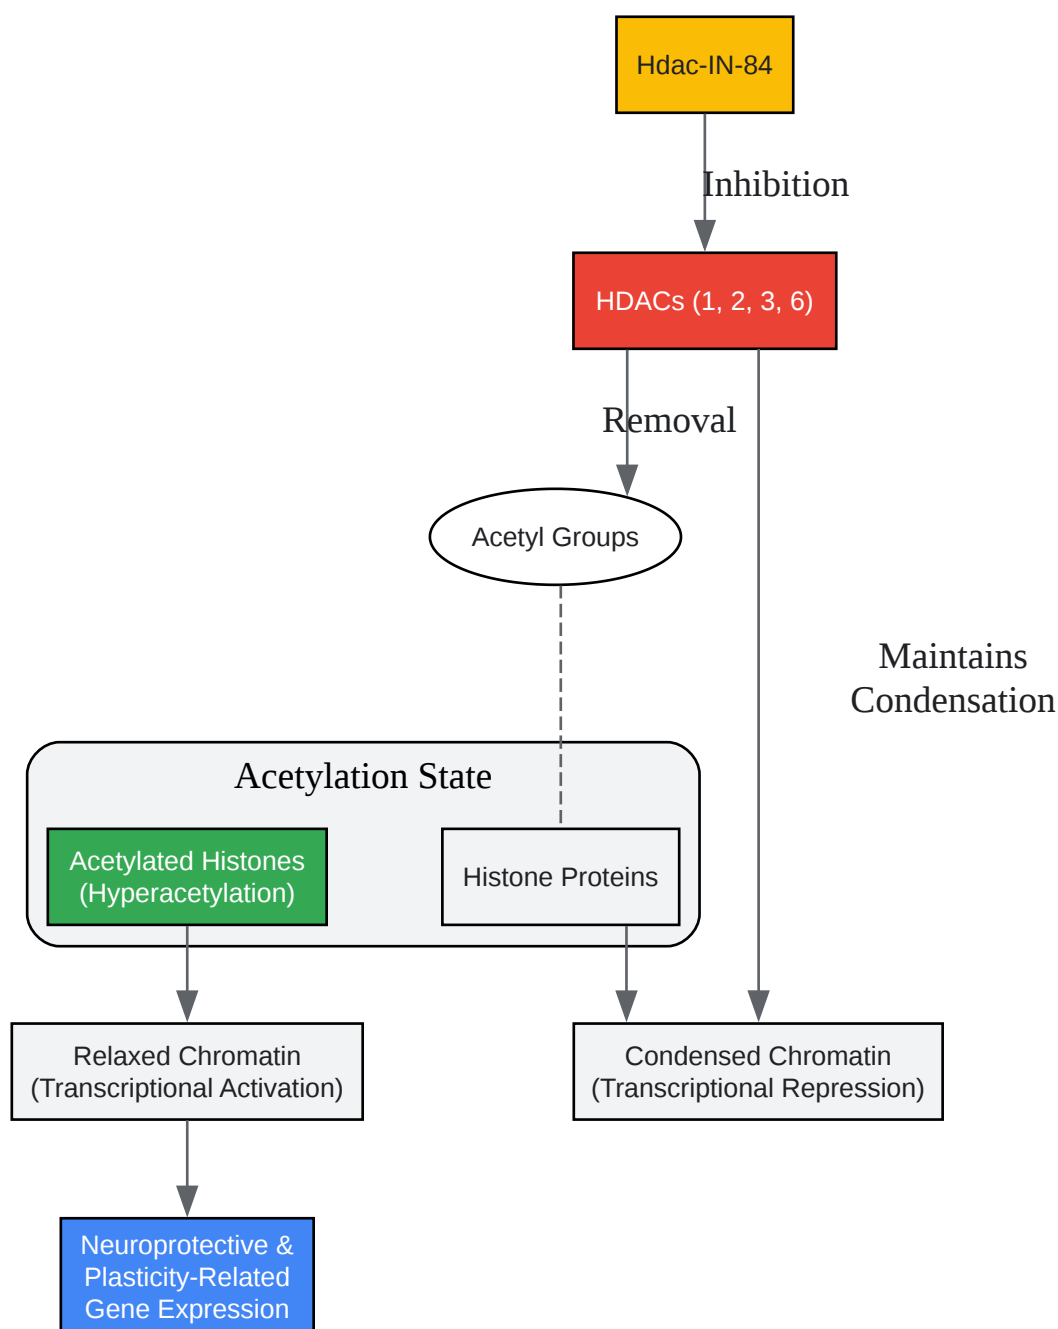 Hdac-IN-84
Inhibition
HDACs (1, 2, 3, 6)
Removal
Acetyl Groups
Maintains
Condensation
Acetylation State
Acetylated Histones
(Hyperacetylation)
Histone Proteins
Relaxed Chromatin
(Transcriptional Activation)
Condensed Chromatin
(Transcriptional Repression)
Neuroprotective &
Plasticity-Related
Gene Expression